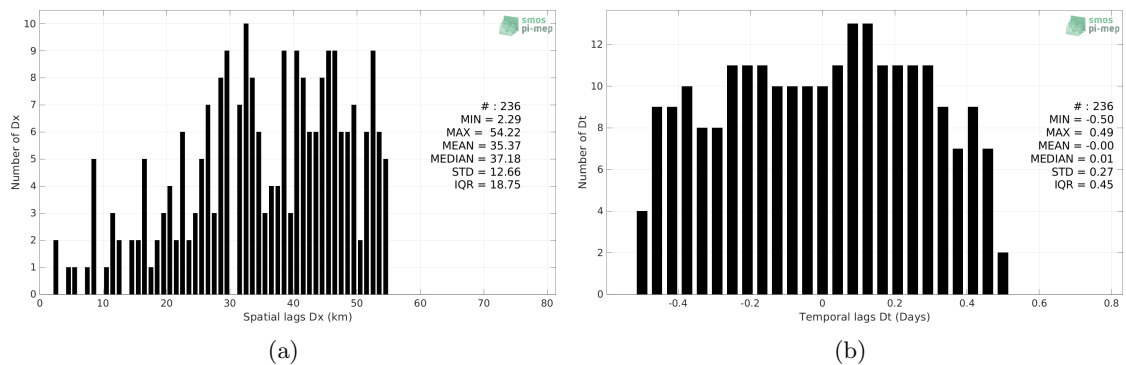 10
9
8
7
6
5
4
3
2
1
0
Number of Dx
smos
pi-mep
# : 236
MIN = 2.29
MAX = 54.22
MEAN = 35.37
MEDIAN = 37.18
STD = 12.66
IQR = 18.75
0 10 20 30 40 50 60 70 80
Spatial lags Dx (km)
(a)
12
10
8
6
4
2
0
Number of Dt
smos
pi-mep
# : 236
MIN = -0.50
MAX = 0.49
MEAN = -0.00
MEDIAN = 0.01
STD = 0.27
IQR = 0.45
-0.4 -0.2 0 0.2 0.4 0.6 0.8
Temporal lags Dt (Days)
(b)